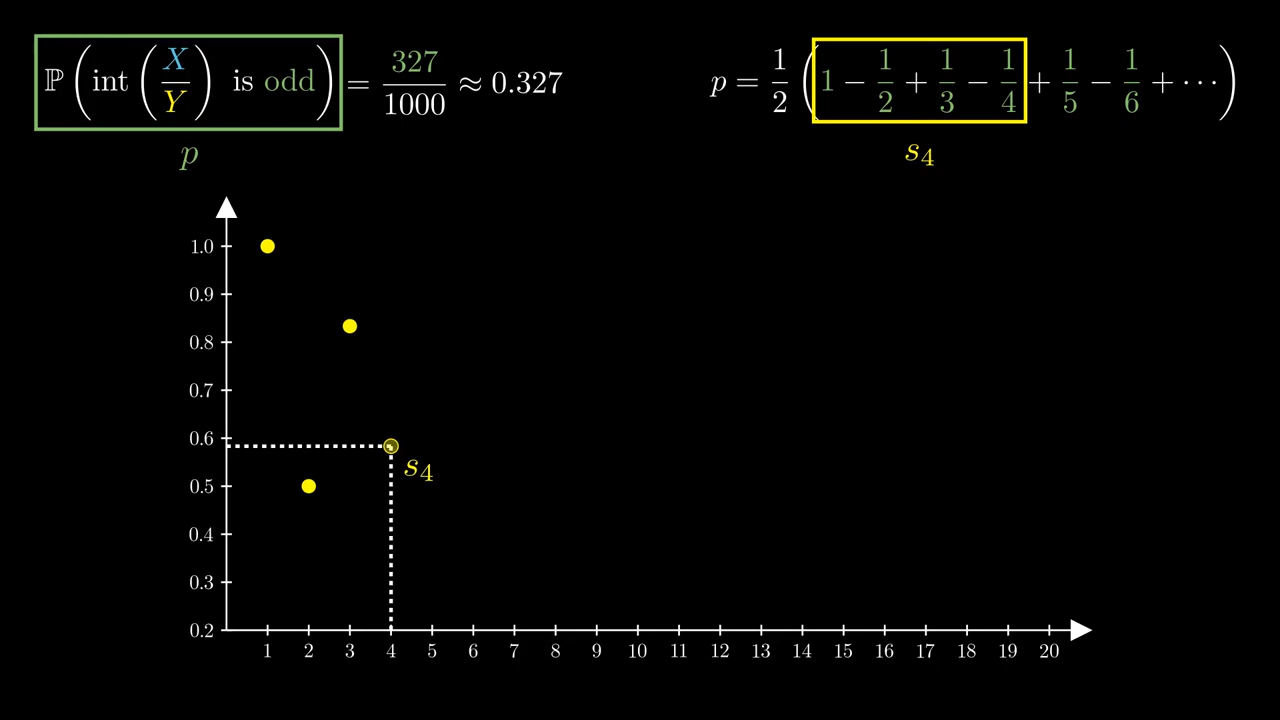 ℙ(int(X/Y) is odd) = 327/1000 ≈ 0.327
p = 1/2 (1 − 1/2 + 1/3 − 1/4 + 1/5 − 1/6 + ⋯)
p
s₄
1.0
0.9
0.8
0.7
0.6
s₄
0.5
0.4
0.3
0.2
1 2 3 4 5 6 7 8 9 10 11 12 13 14 15 16 17 18 19 20